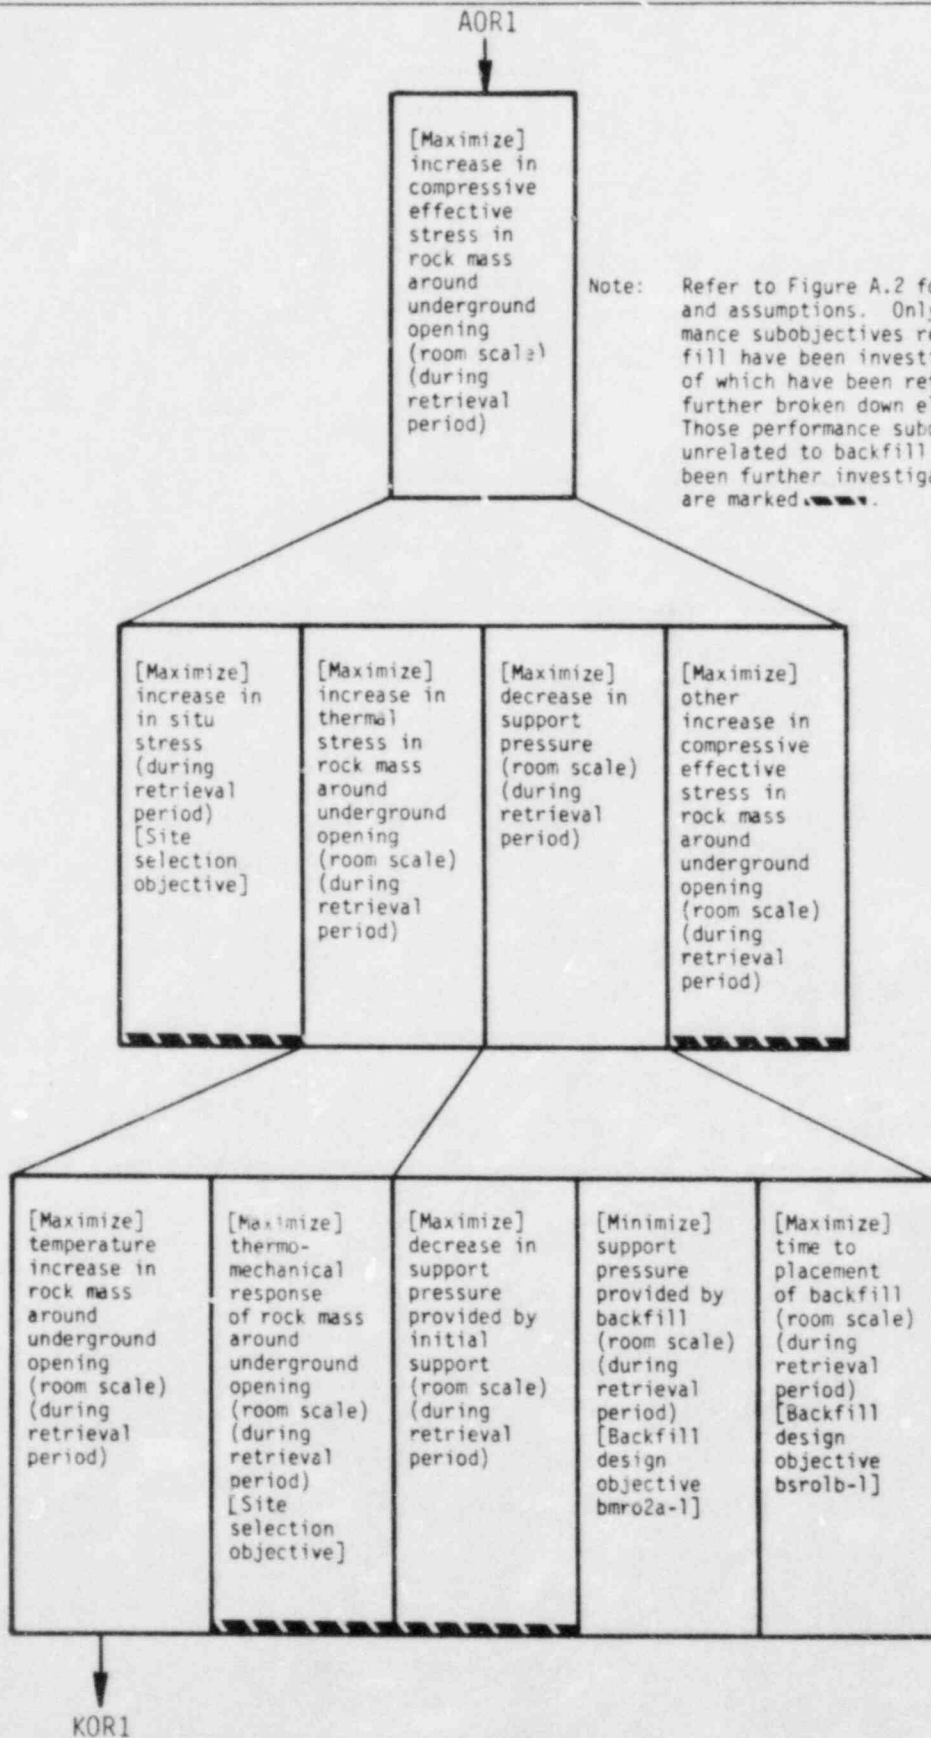 AOR1
[Maximize]
increase in
compressive
effective
stress in
rock mass
around
underground
opening
(room scale)
(during
retrieval
period)
Note: Refer to Figure A.2 fo
and assumptions. Only
mance subobjectives re
fill have been investi
of which have been ret
further broken down el
Those performance subo
unrelated to backfill
been further investiga
are marked
[Maximize]
increase in
in situ
stress
(during
retrieval
period)
[Site
selection
objective]
[Maximize]
increase in
thermal
stress in
rock mass
around
underground
opening
(room scale)
(during
retrieval
period)
[Maximize]
decrease in
support
pressure
(room scale)
(during
retrieval
period)
[Maximize]
other
increase in
compressive
effective
stress in
rock mass
around
underground
opening
(room scale)
(during
retrieval
period)
[Maximize]
temperature
increase in
rock mass
around
underground
opening
(room scale)
(during
retrieval
period)
[Maximize]
thermo-
mechanical
response
of rock mass
around
underground
opening
(room scale)
(during
retrieval
period)
[Site
selection
objective]
[Maximize]
decrease in
support
pressure
provided by
initial
support
(room scale)
(during
retrieval
period)
[Minimize]
support
pressure
provided by
backfill
(room scale)
(during
retrieval
period)
[Backfill
design
objective
bmro2a-1]
[Maximize]
time to
placement
of backfill
(room scale)
(during
retrieval
period)
[Backfill
design
objective
bsrolb-1]
KOR1